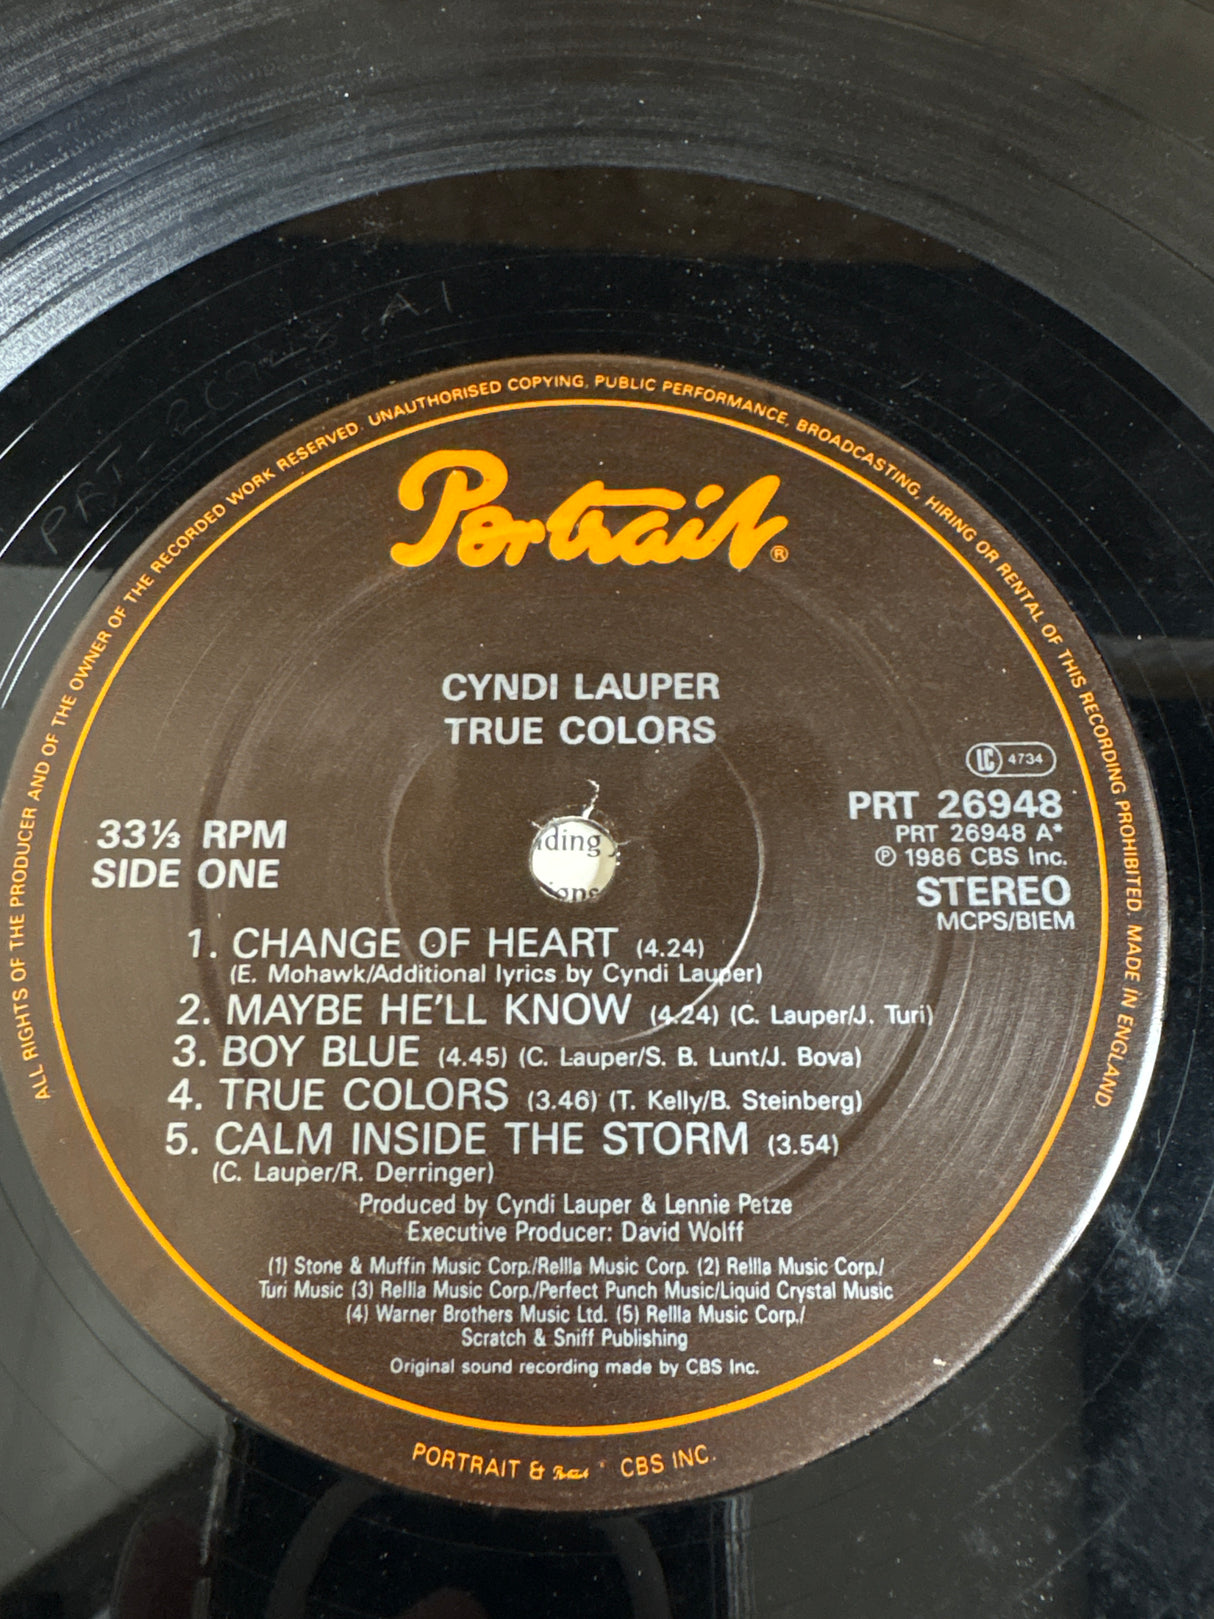 PRT A1
ALL RIGHTS OF THE PRODUCER AND OF THE OWNER OF THE RECORDED WORK RESERVED. UNAUTHORISED COPYING, PUBLIC PERFORMANCE, BROADCASTING, HIRING OR RENTAL OF THIS RECORDING PROHIBITED. MADE IN ENGLAND.
Portrait®
CYNDI LAUPER
TRUE COLORS
LC 4734
33⅓ RPM
SIDE ONE
PRT 26948
PRT 26948 A*
℗ 1986 CBS Inc.
STEREO
MCPS/BIEM
ding
ions
1. CHANGE OF HEART (4.24)
(E. Mohawk/Additional lyrics by Cyndi Lauper)
2. MAYBE HE'LL KNOW (4.24) (C. Lauper/J. Turi)
3. BOY BLUE (4.45) (C. Lauper/S. B. Lunt/J. Bova)
4. TRUE COLORS (3.46) (T. Kelly/B. Steinberg)
5. CALM INSIDE THE STORM (3.54)
(C. Lauper/R. Derringer)
Produced by Cyndi Lauper & Lennie Petze
Executive Producer: David Wolff
(1) Stone & Muffin Music Corp./Rellla Music Corp. (2) Rellla Music Corp./
Turi Music (3) Rellla Music Corp./Perfect Punch Music/Liquid Crystal Music
(4) Warner Brothers Music Ltd. (5) Rellla Music Corp./
Scratch & Sniff Publishing
Original sound recording made by CBS Inc.
PORTRAIT & Portrait ® CBS INC.